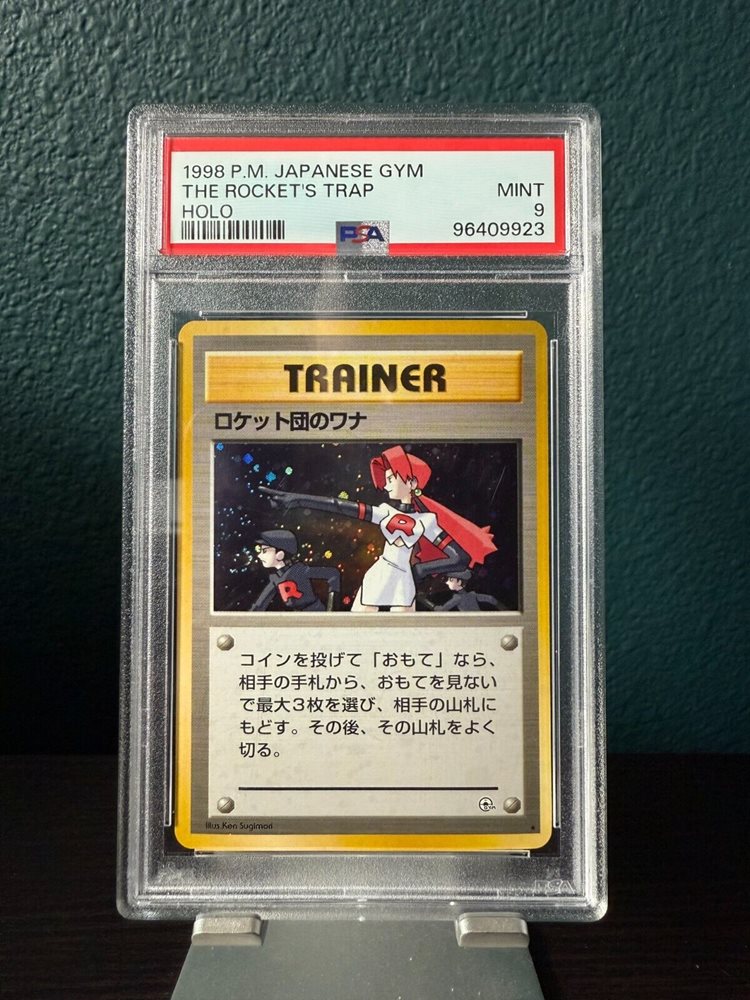 1998 P.M. JAPANESE GYM
THE ROCKET'S TRAP MINT
HOLO 9
PSA 96409923
TRAINER
ロケット団のワナ
R
R
コインを投げて「おもて」なら、
相手の手札から、おもてを見ない
で最大3枚を選び、相手の山札に
もどす。その後、その山札をよく
切る。
GYM
Illus. Ken Sugimori
PSA